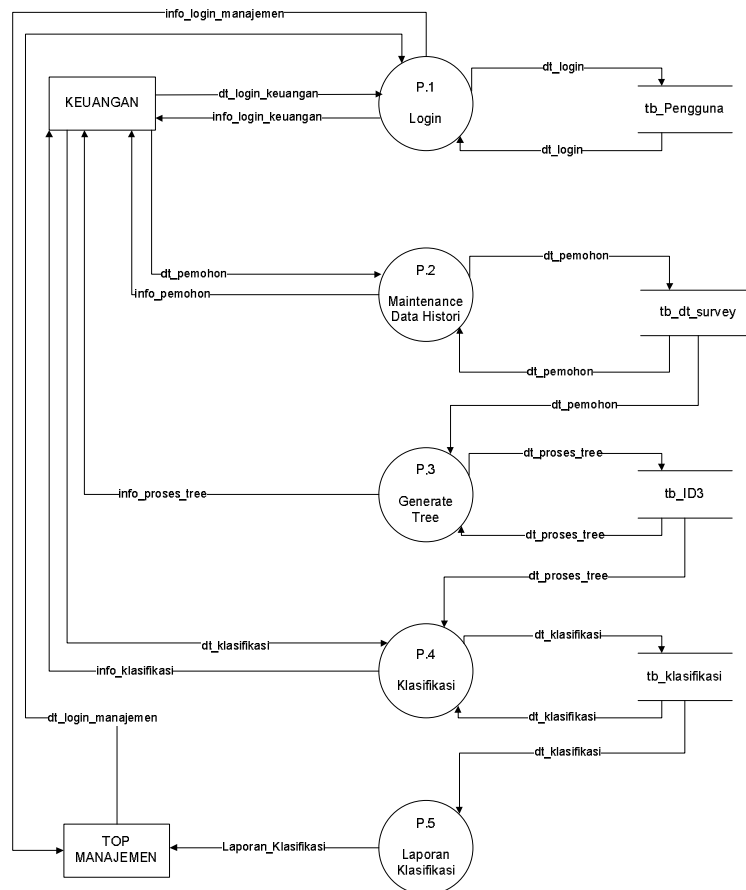 info_login_manajemen
KEUANGAN
dt_login_keuangan
info_login_keuangan
P.1
Login
dt_login
tb_Pengguna
dt_login
dt_pemohon
info_pemohon
P.2
Maintenance
Data Histori
dt_pemohon
tb_dt_survey
dt_pemohon
dt_pemohon
info_proses_tree
P.3
Generate
Tree
dt_proses_tree
tb_ID3
dt_proses_tree
dt_proses_tree
dt_klasifikasi
info_klasifikasi
P.4
Klasifikasi
dt_klasifikasi
tb_klasifikasi
dt_klasifikasi
dt_klasifikasi
dt_login_manajemen
TOP
MANAJEMEN
Laporan_Klasifikasi
P.5
Laporan
Klasifikasi